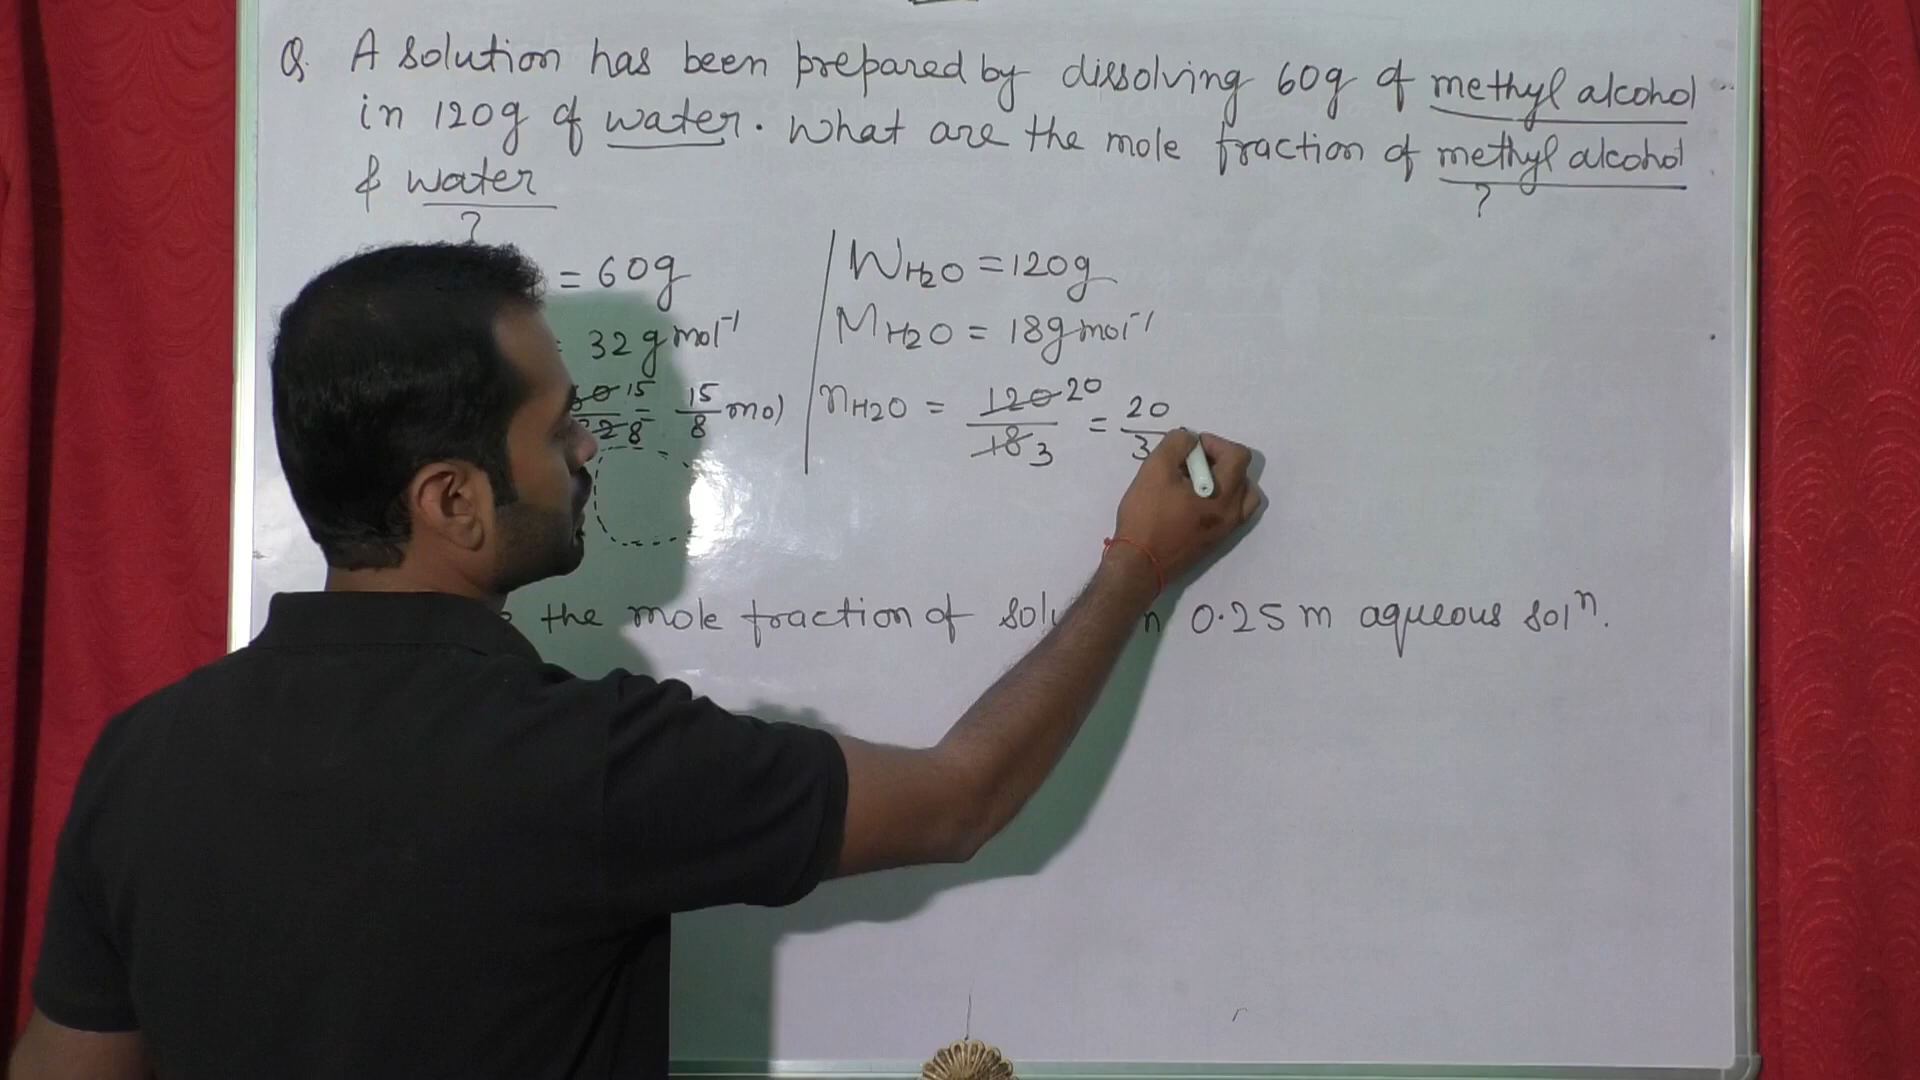 Q. A solution has been prepared by dissolving 60g of methyl alcohol
in 120g of water. What are the mole fraction of methyl alcohol
& water
?
?
= 60g
32 g mol⁻¹
15 8 = 15/8 mol
W H2O = 120g
M H2O = 18g mol⁻¹
n H2O = 120 20 / 18 3 = 20/3
the mole fraction of 0.25 m aqueous solⁿ.